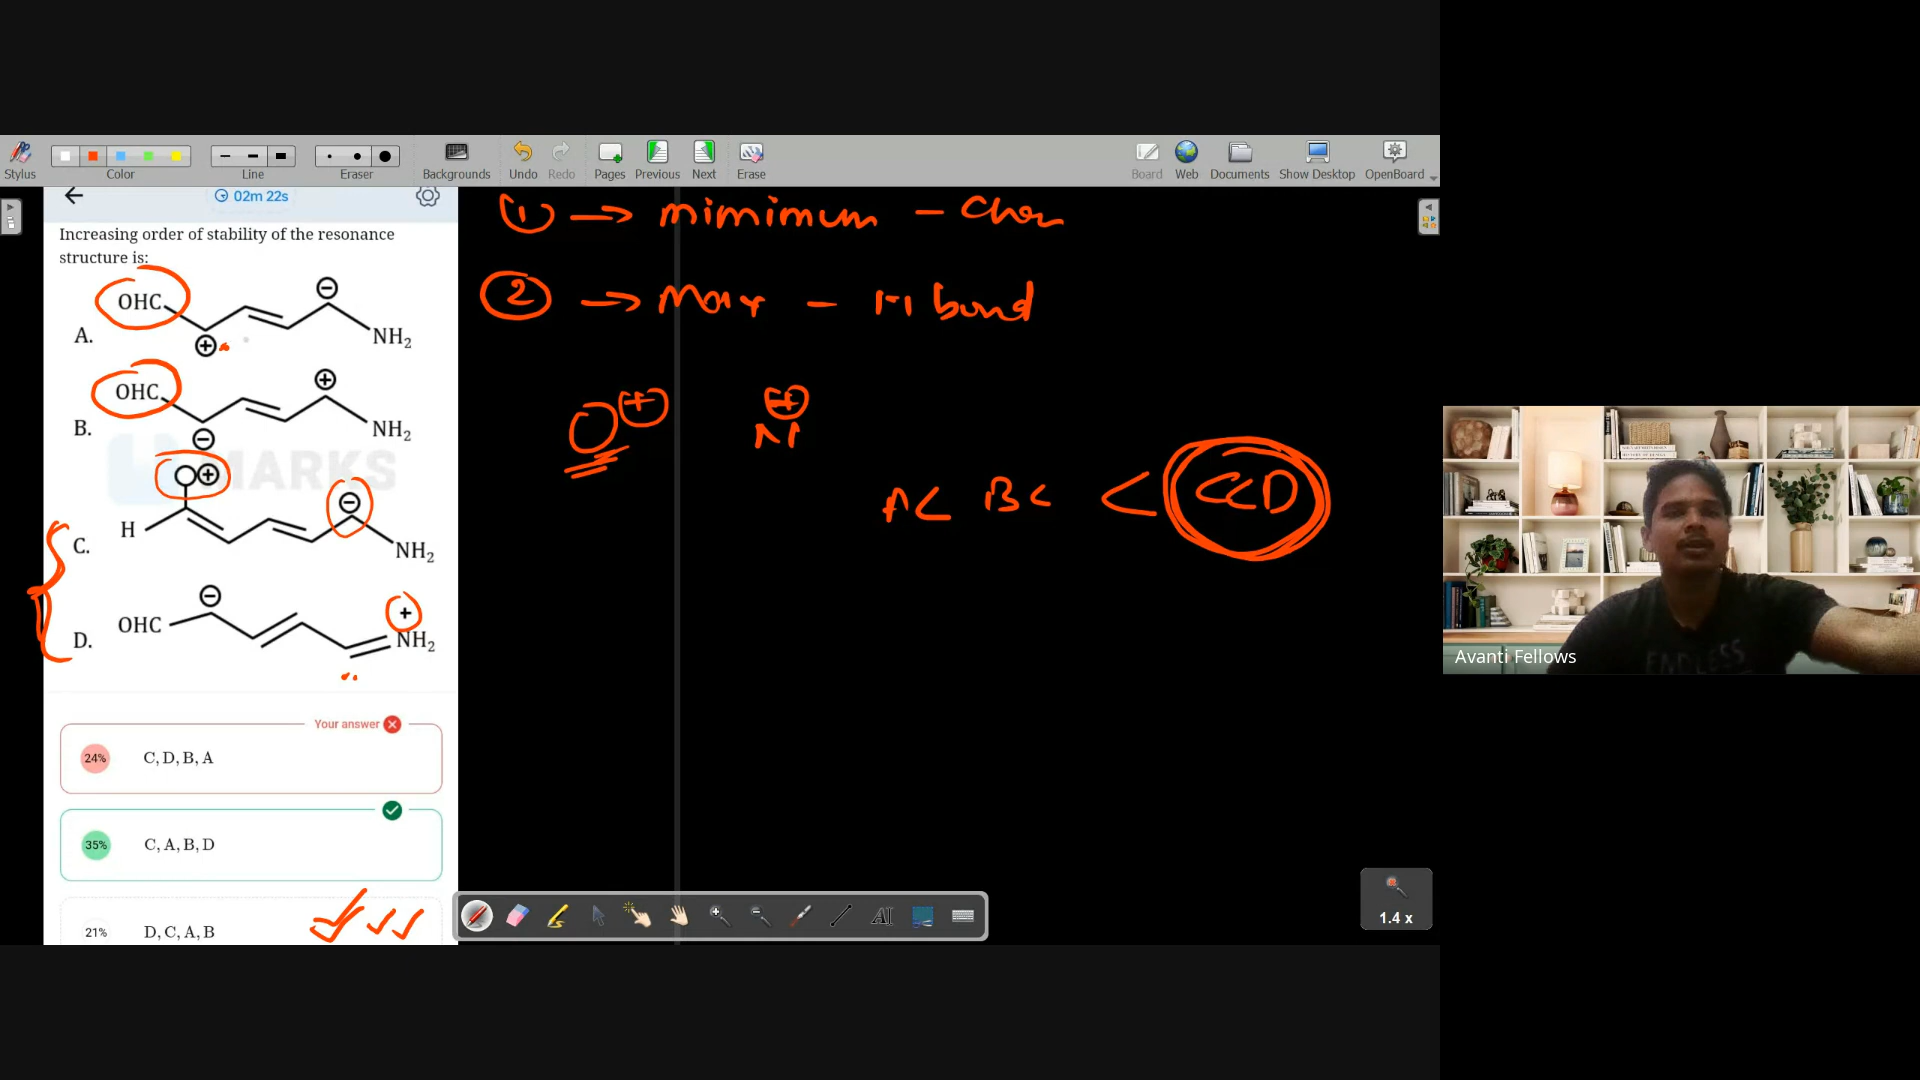 Stylus
Color
Line
Eraser
Backgrounds
Undo
Redo
Pages
Previous
Next
Erase
Board
Web
Documents
Show Desktop
OpenBoard
02m 22s
Increasing order of stability of the resonance
structure is:
A. OHC ⊕ ⊖ NH₂
B. OHC ⊖ ⊕ NH₂
MARKS
C. H O⊕ ⊖ NH₂
D. OHC ⊖ + NH₂
Your answer
24% C, D, B, A
35% C, A, B, D
21% D, C, A, B
① → mimimum –
② → Max – bond
O⊕ ⊕ N
A< B< < C<D
1.4 x
Avanti Fellows
ENDLESS